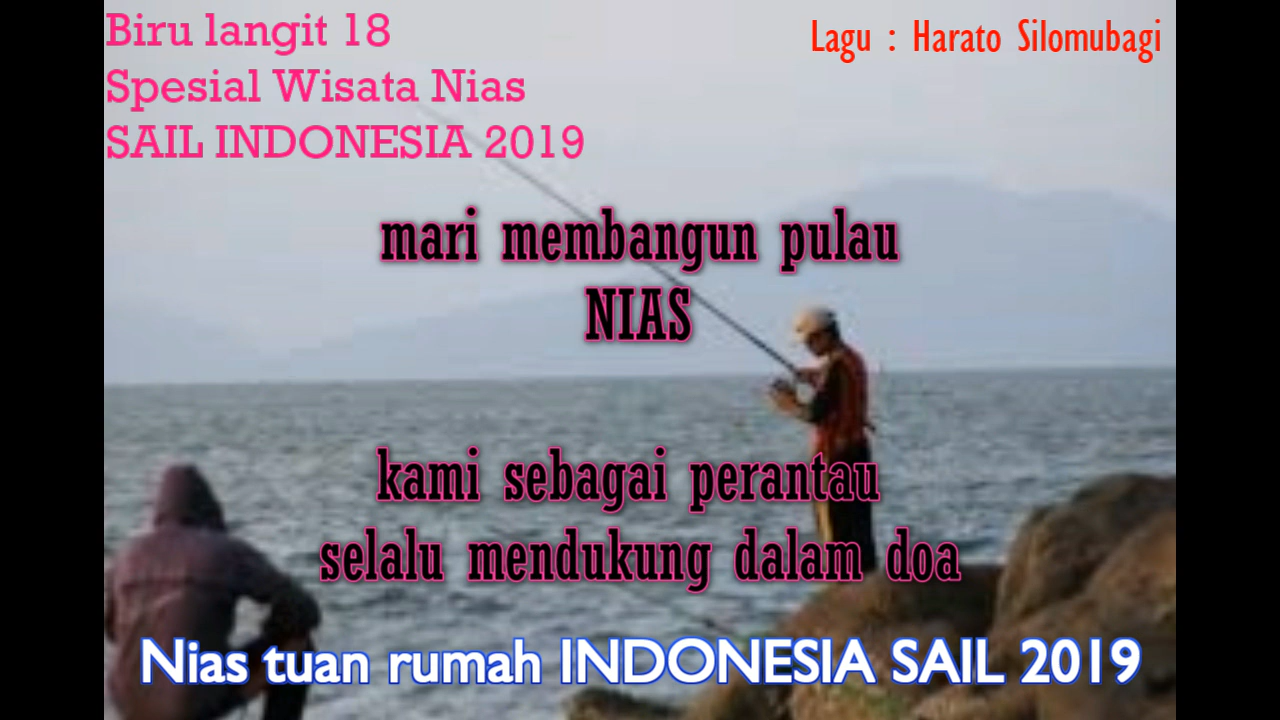 Biru langit 18
Spesial Wisata Nias
SAIL INDONESIA 2019
Lagu : Harato Silomubagi
mari membangun pulau
NIAS
kami sebagai perantau
selalu mendukung dalam doa
Nias tuan rumah INDONESIA SAIL 2019